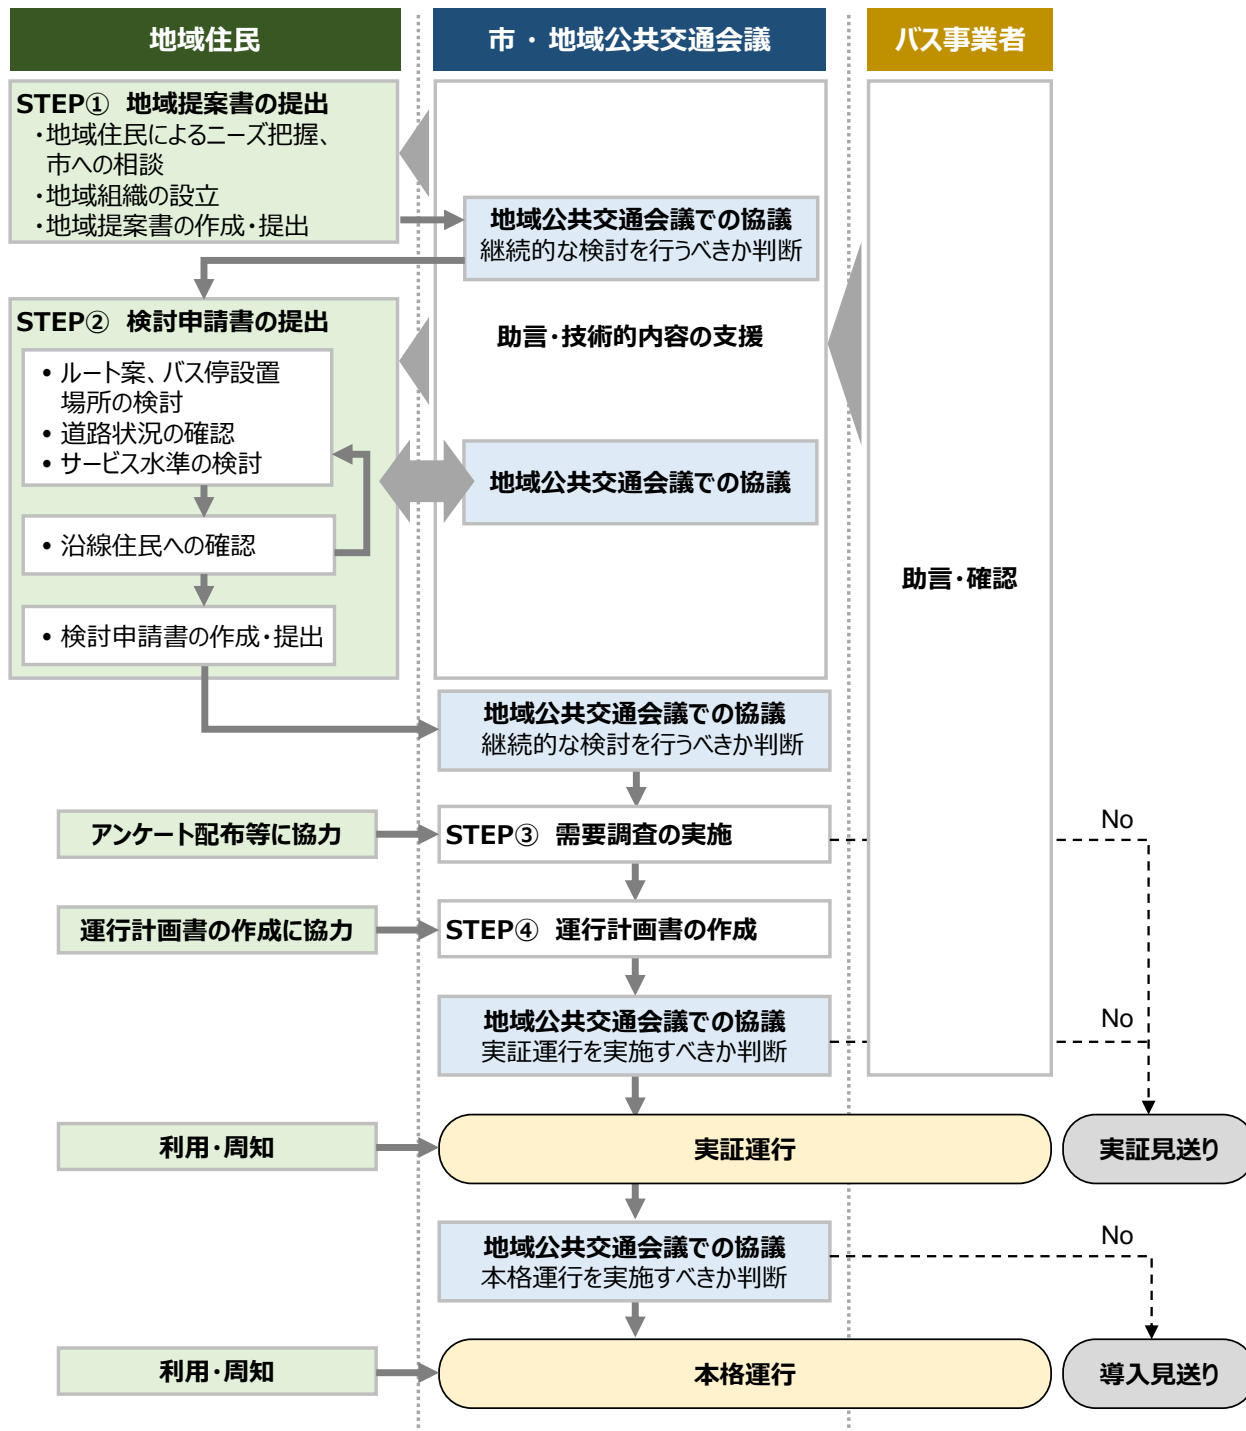 地域住民
市・地域公共交通会議
バス事業者
STEP① 地域提案書の提出
・地域住民によるニーズ把握、
市への相談
・地域組織の設立
・地域提案書の作成・提出
地域公共交通会議での協議
継続的な検討を行うべきか判断
STEP② 検討申請書の提出
• ルート案、バス停設置
場所の検討
• 道路状況の確認
• サービス水準の検討
• 沿線住民への確認
• 検討申請書の作成・提出
助言・技術的内容の支援
地域公共交通会議での協議
助言・確認
地域公共交通会議での協議
継続的な検討を行うべきか判断
アンケート配布等に協力
STEP③ 需要調査の実施
No
運行計画書の作成に協力
STEP④ 運行計画書の作成
地域公共交通会議での協議
実証運行を実施すべきか判断
No
利用・周知
実証運行
実証見送り
地域公共交通会議での協議
本格運行を実施すべきか判断
No
利用・周知
本格運行
導入見送り